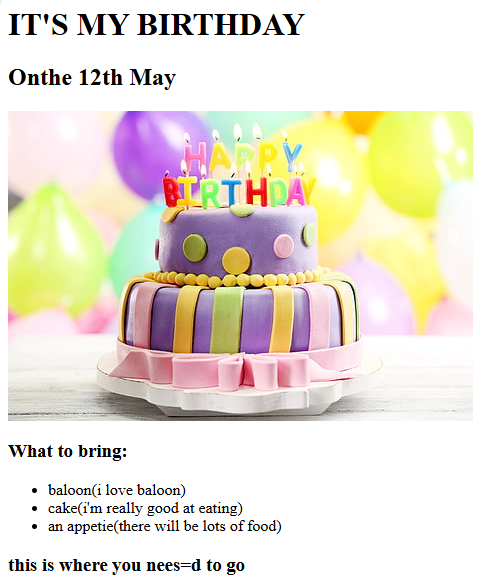 IT'S MY BIRTHDAY
Onthe 12th May
HAPPY
BIRTHDAY
What to bring:
baloon(i love baloon)
cake(i'm really good at eating)
an appetie(there will be lots of food)
this is where you nees=d to go